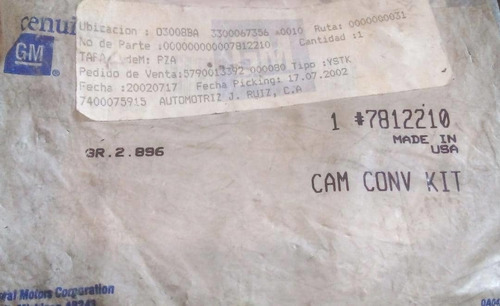 GM
Ubicacion : 03008BA 3300067356 0010 Ruta: 0000000031
No de Parte :000000000007812210 Cantidad :1
UdeM: PZA
Pedido de Venta:5790013392 000080 Tipo :YSTK
Fecha :20020717 Fecha Picking: 17.07.2002
7400075915 AUTOMOTRIZ J. RUIZ, C.A
1 #7812210
MADE IN
USA
GR.2.896
CAM CONV KIT
Motors Corporation